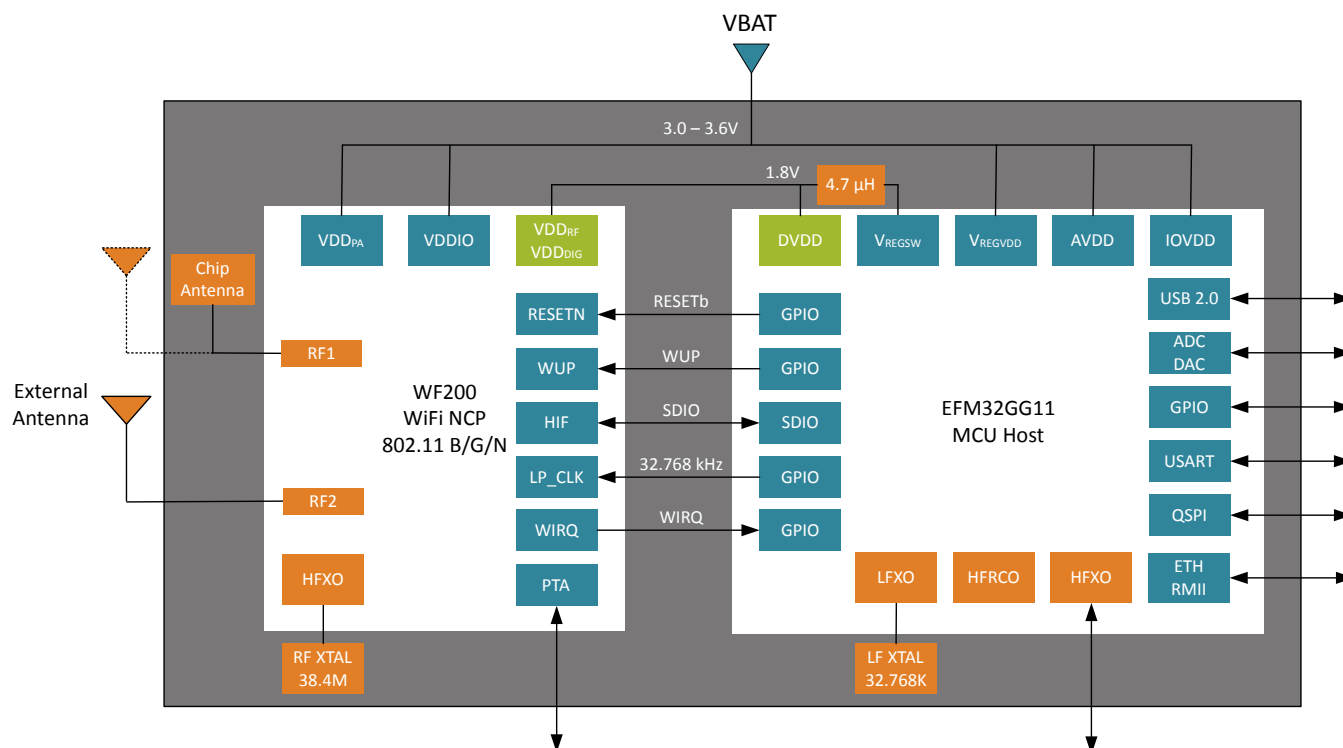 VBAT
3.0 – 3.6V
1.8V
4.7 µH
VDDPA
VDDIO
VDDRF
VDDDIG
DVDD
VREGSW
VREGVDD
AVDD
IOVDD
Chip
Antenna
RESETN
RESETb
GPIO
USB 2.0
RF1
WUP
WUP
GPIO
ADC
DAC
External
Antenna
WF200
WiFi NCP
802.11 B/G/N
HIF
SDIO
SDIO
EFM32GG11
MCU Host
GPIO
LP_CLK
32.768 kHz
GPIO
USART
RF2
WIRQ
WIRQ
GPIO
QSPI
HFXO
PTA
LFXO
HFRCO
HFXO
ETH
RMII
RF XTAL
38.4M
LF XTAL
32.768K